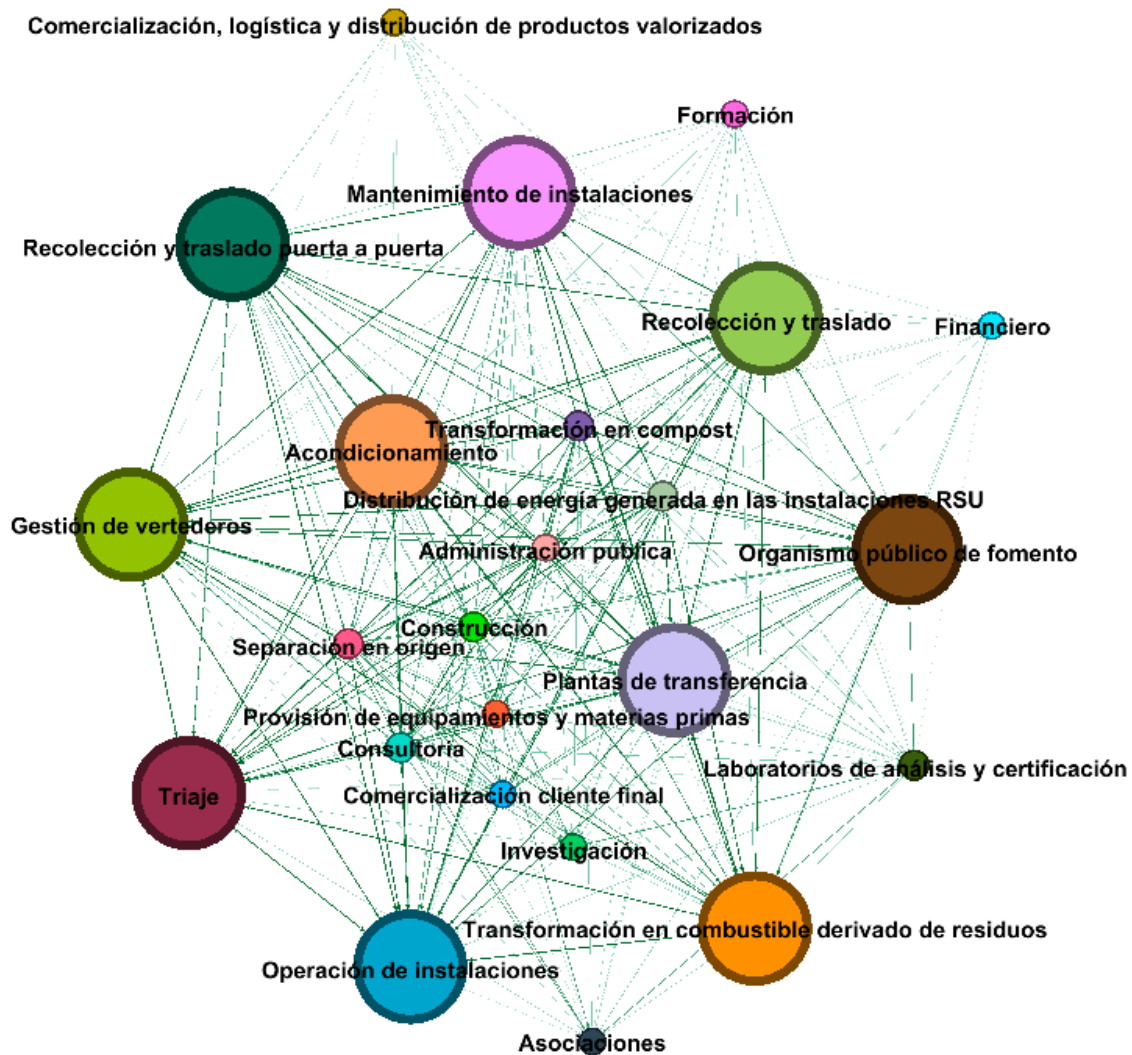 Comercialización, logística y distribución de productos valorizados
Formación
Mantenimiento de instalaciones
Recolección y traslado puerta a puerta
Recolección y traslado
Financiero
Transformación en compost
Acondicionamiento
Distribución de energía generada en las instalaciones RSU
Gestión de vertederos
Administración publica
Organismo público de fomento
Construcción
Separación en origen
Plantas de transferencia
Provisión de equipamientos y materias primas
Consultoría
Laboratorios de análisis y certificación
Triaje
Comercialización cliente final
Investigación
Transformación en combustible derivado de residuos
Operación de instalaciones
Asociaciones